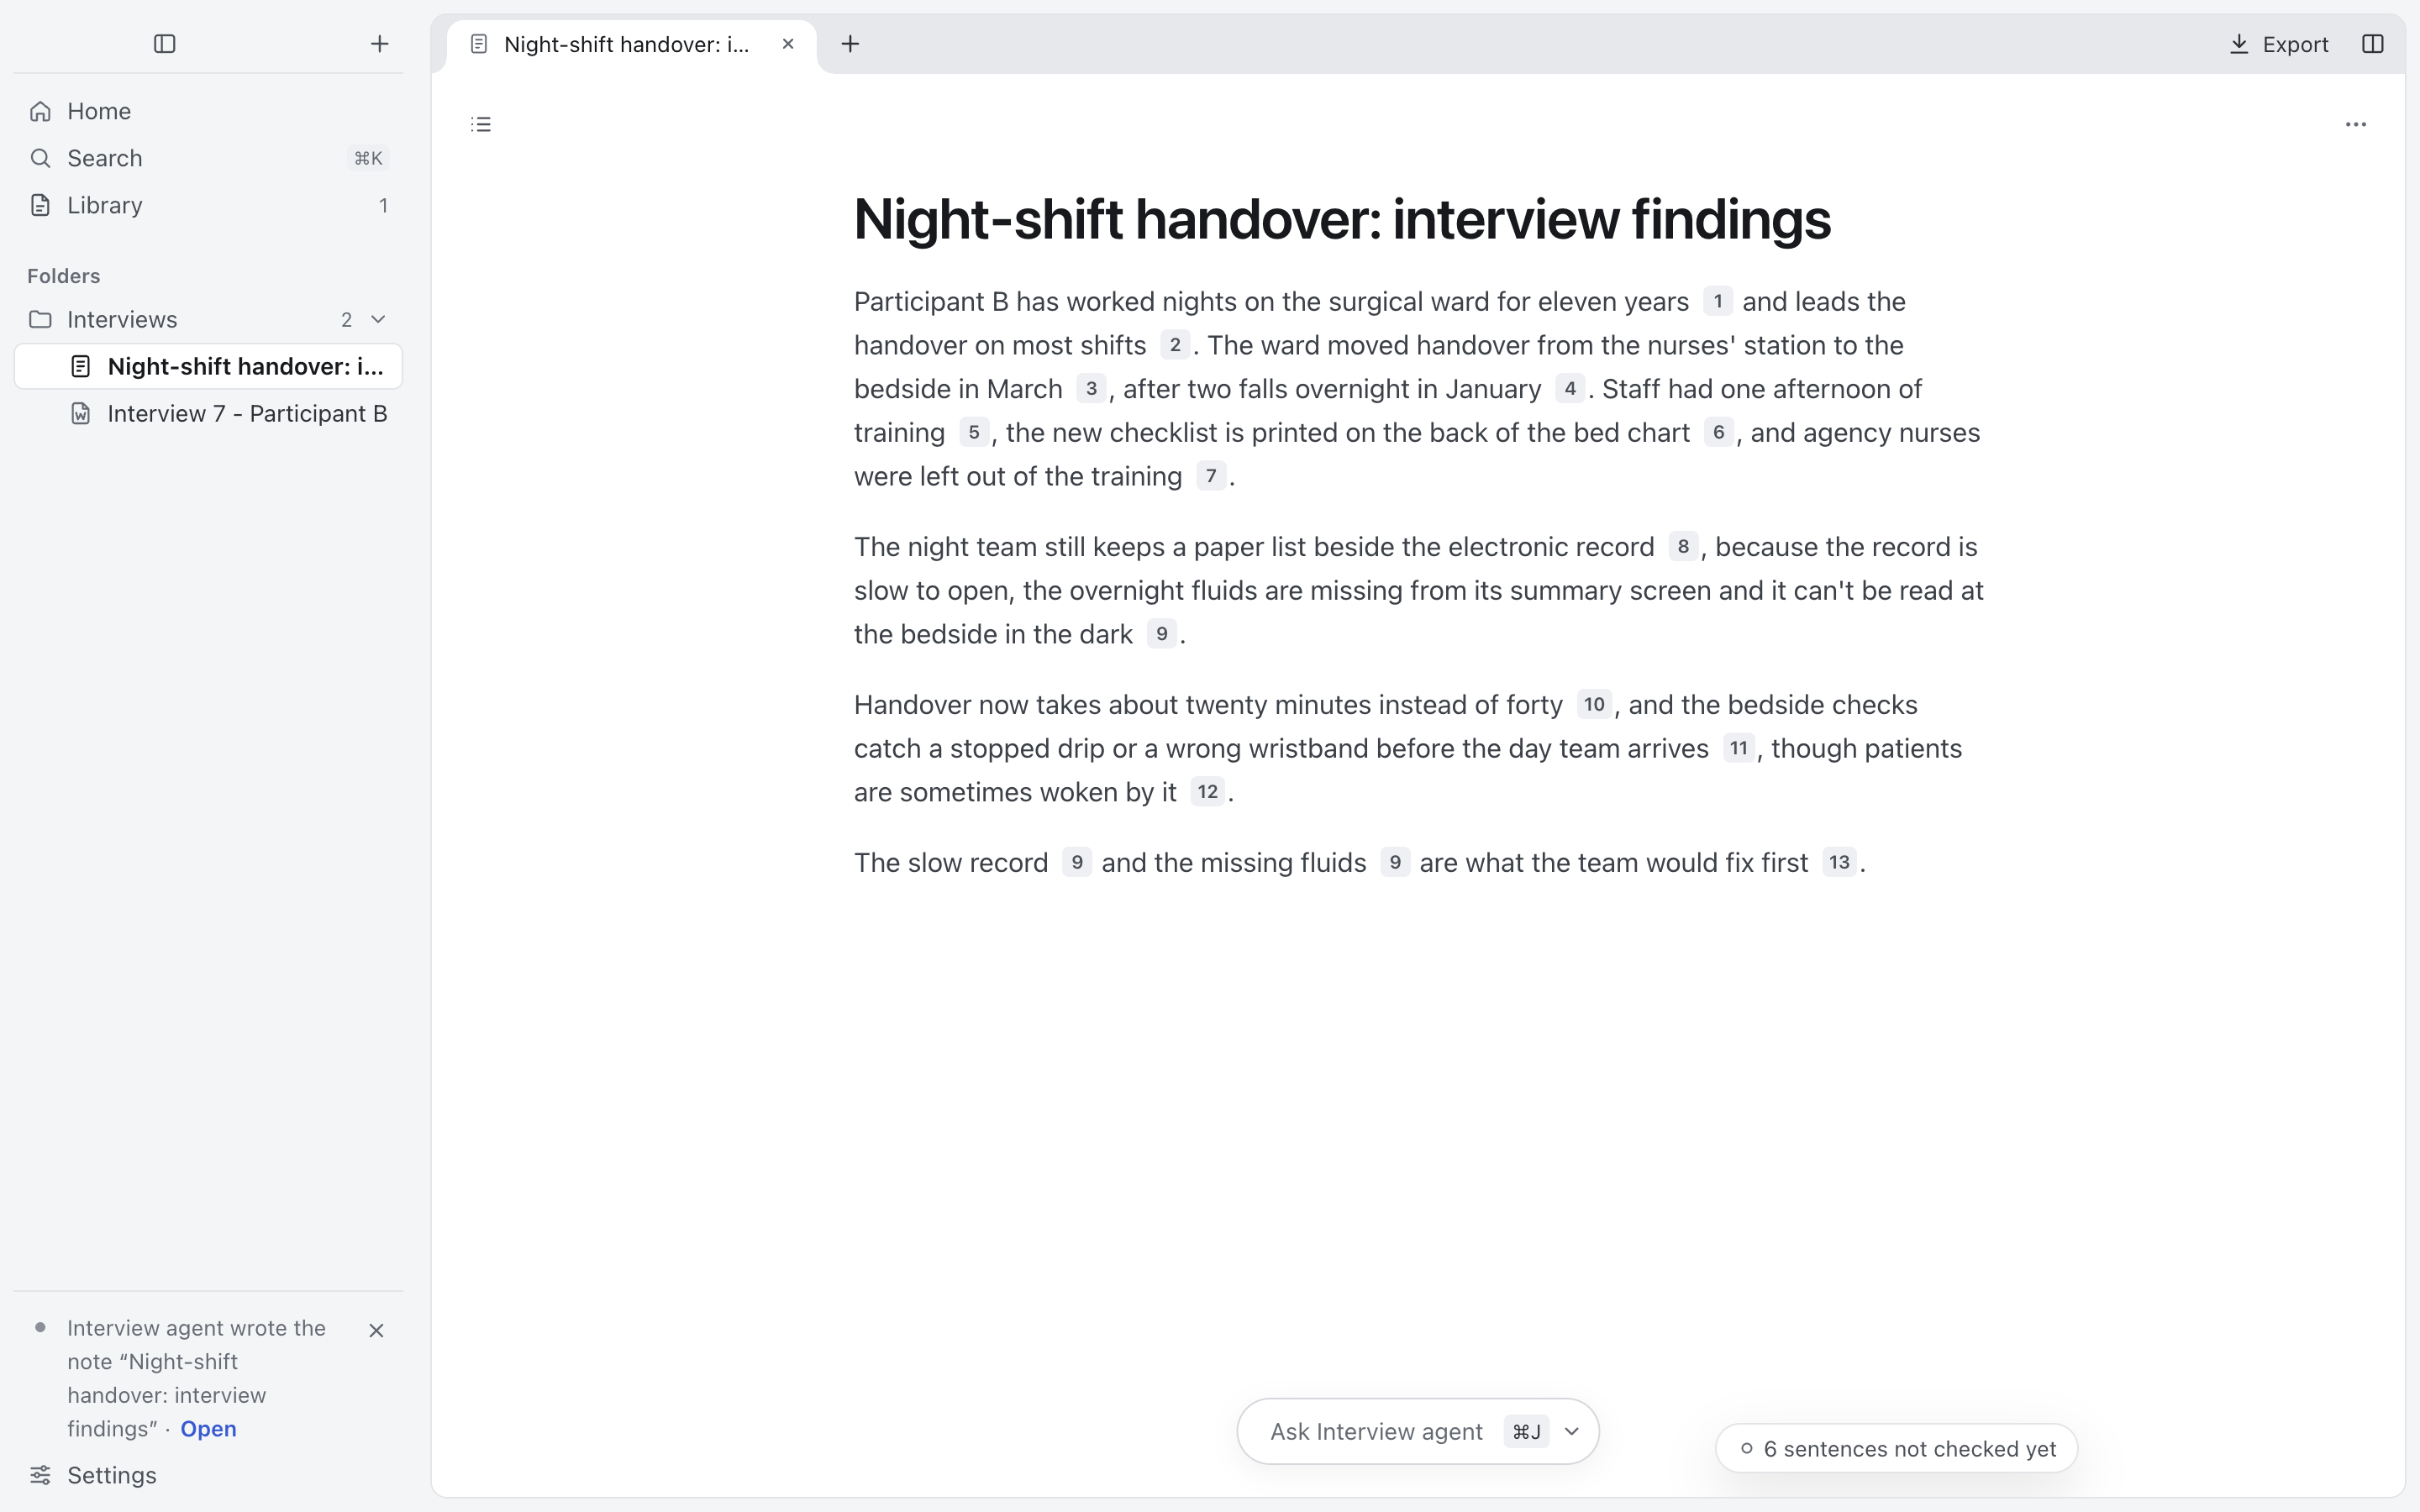 Home
Search ⌘K
Library 1
Folders
Interviews 2
Night-shift handover: i...
Interview 7 - Participant B
Interview agent wrote the
note “Night-shift
handover: interview
findings” · Open
Settings
Night-shift handover: i...
Export
Night-shift handover: interview findings
Participant B has worked nights on the surgical ward for eleven years 1 and leads the
handover on most shifts 2. The ward moved handover from the nurses' station to the
bedside in March 3, after two falls overnight in January 4. Staff had one afternoon of
training 5, the new checklist is printed on the back of the bed chart 6, and agency nurses
were left out of the training 7.
The night team still keeps a paper list beside the electronic record 8, because the record is
slow to open, the overnight fluids are missing from its summary screen and it can't be read at
the bedside in the dark 9.
Handover now takes about twenty minutes instead of forty 10, and the bedside checks
catch a stopped drip or a wrong wristband before the day team arrives 11, though patients
are sometimes woken by it 12.
The slow record 9 and the missing fluids 9 are what the team would fix first 13.
Ask Interview agent ⌘J
6 sentences not checked yet